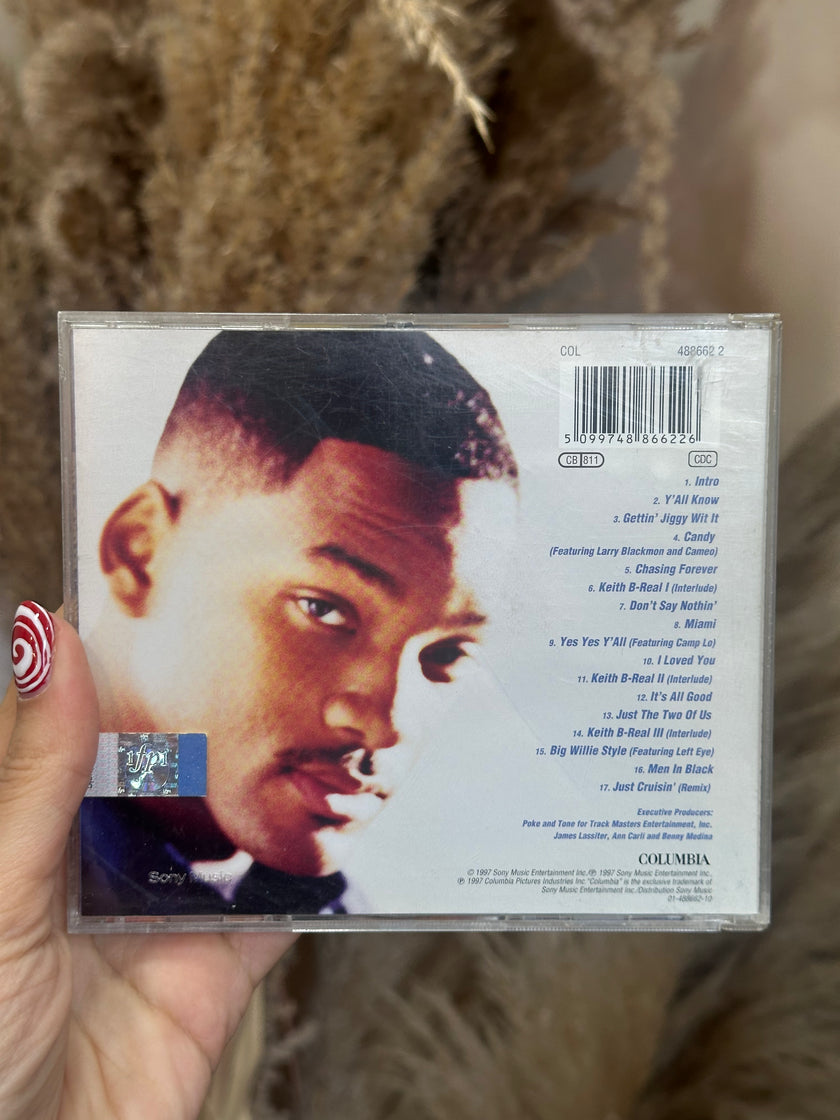 COL 488662 2
5 099748 866226
CB 811 CDC
1. Intro
2. Y'All Know
3. Gettin' Jiggy Wit It
4. Candy
(Featuring Larry Blackmon and Cameo)
5. Chasing Forever
6. Keith B-Real I (Interlude)
7. Don't Say Nothin'
8. Miami
9. Yes Yes Y'All (Featuring Camp Lo)
10. I Loved You
11. Keith B-Real II (Interlude)
12. It's All Good
13. Just The Two Of Us
14. Keith B-Real III (Interlude)
15. Big Willie Style (Featuring Left Eye)
16. Men In Black
17. Just Cruisin' (Remix)
ifpi
Executive Producers:
Poke and Tone for Track Masters Entertainment, Inc.
James Lassiter, Ann Carli and Benny Medina
COLUMBIA
Sony Music
© 1997 Sony Music Entertainment Inc./℗ 1997 Sony Music Entertainment Inc.,
℗ 1997 Columbia Pictures Industries Inc."Columbia" is the exclusive trademark of
Sony Music Entertainment Inc./Distribution Sony Music
01-488662-10